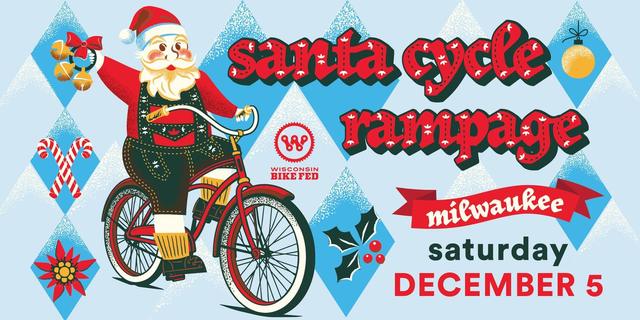 santa cycle
rampage
WISCONSIN
BIKE FED
milwaukee
saturday
DECEMBER 5